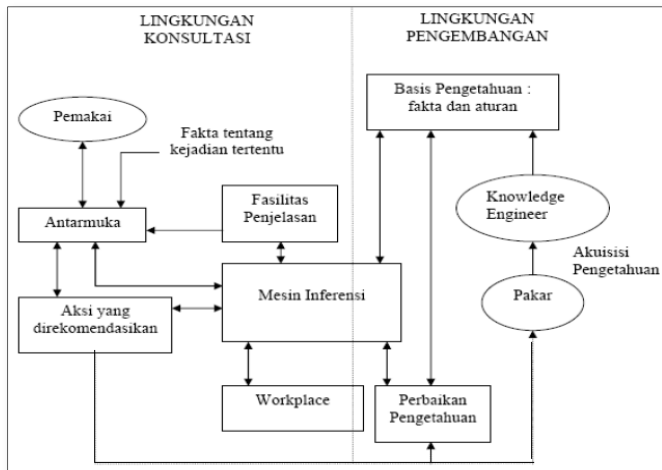 LINGKUNGAN
KONSULTASI
LINGKUNGAN
PENGEMBANGAN
Pemakai
Fakta tentang
kejadian tertentu
Basis Pengetahuan :
fakta dan aturan
Antarmuka
Fasilitas
Penjelasan
Knowledge
Engineer
Akuisisi
Pengetahuan
Aksi yang
direkomendasikan
Mesin Inferensi
Pakar
Workplace
Perbaikan
Pengetahuan